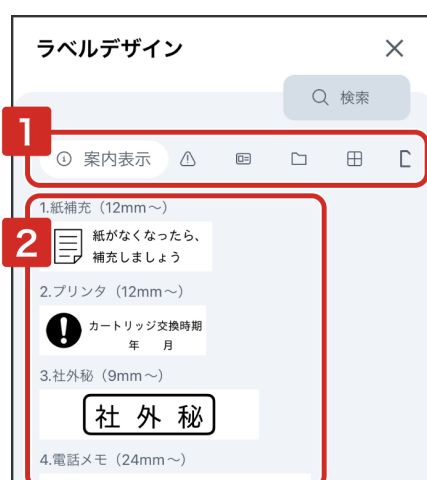 ラベルデザイン
検索
1
案内表示
2
1.紙補充（12mm～）
紙がなくなったら、
補充しましょう
2.プリンタ（12mm～）
カートリッジ交換時期
年 月
3.社外秘（9mm～）
社外秘
4.電話メモ（24mm～）